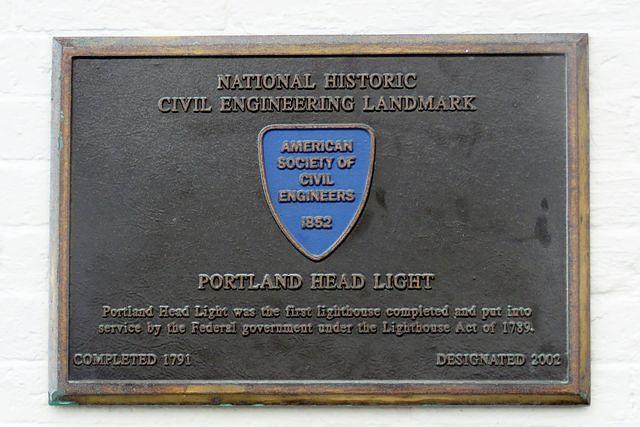 NATIONAL HISTORIC
CIVIL ENGINEERING LANDMARK
AMERICAN
SOCIETY OF
CIVIL
ENGINEERS
1852
PORTLAND HEAD LIGHT
Portland Head Light was the first lighthouse completed and put into
service by the Federal government under the Lighthouse Act of 1789.
COMPLETED 1791
DESIGNATED 2002